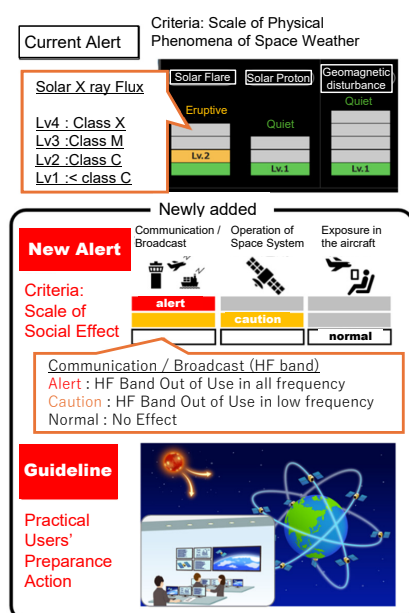 Current Alert
Criteria: Scale of Physical
Phenomena of Space Weather
Solar X ray Flux
Lv4 : Class X
Lv3 :Class M
Lv2 :Class C
Lv1 :< class C
Solar Flare
Solar Proton
Geomagnetic
disturbance
Eruptive
Quiet
Quiet
Lv.2
Lv.1
Lv.1
Newly added
New Alert
Criteria:
Scale of
Social Effect
Communication /
Broadcast
Operation of
Space System
Exposure in
the aircraft
alert
caution
normal
Communication / Broadcast (HF band)
Alert : HF Band Out of Use in all frequency
Caution : HF Band Out of Use in low frequency
Normal : No Effect
Guideline
Practical
Users'
Preparance
Action